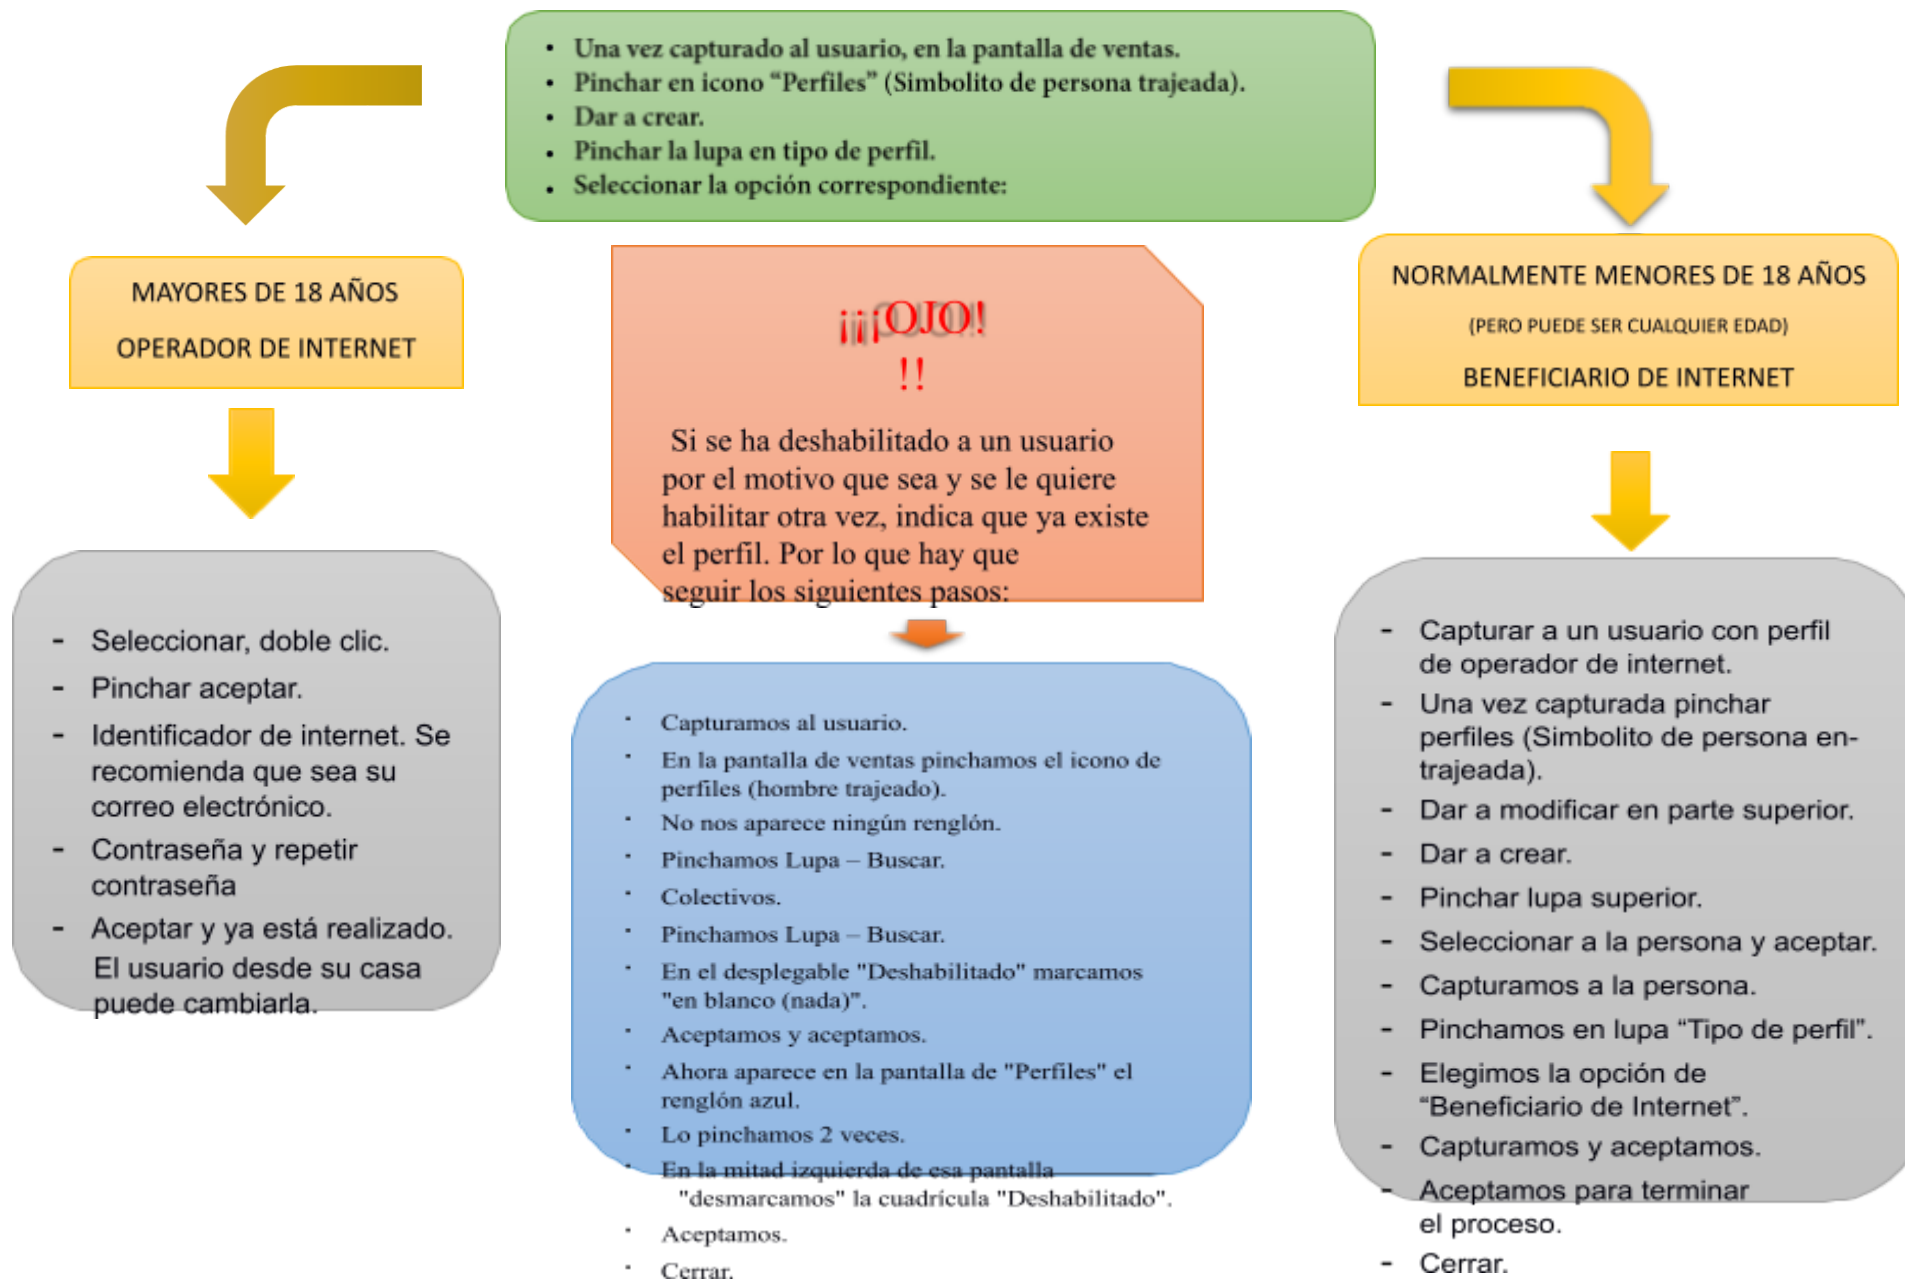 • Una vez capturado al usuario, en la pantalla de ventas.
• Pinchar en icono “Perfiles” (Simbolito de persona trajeada).
• Dar a crear.
• Pinchar la lupa en tipo de perfil.
• Seleccionar la opción correspondiente:
MAYORES DE 18 AÑOS
OPERADOR DE INTERNET
- Seleccionar, doble clic.
- Pinchar aceptar.
- Identificador de internet. Se
recomienda que sea su
correo electrónico.
- Contraseña y repetir
contraseña
- Aceptar y ya está realizado.
El usuario desde su casa
puede cambiarla.
¡¡¡OJO!
!!
Si se ha deshabilitado a un usuario
por el motivo que sea y se le quiere
habilitar otra vez, indica que ya existe
el perfil. Por lo que hay que
seguir los siguientes pasos:
· Capturamos al usuario.
· En la pantalla de ventas pinchamos el icono de
perfiles (hombre trajeado).
· No nos aparece ningún renglón.
· Pinchamos Lupa – Buscar.
· Colectivos.
· Pinchamos Lupa – Buscar.
· En el desplegable "Deshabilitado" marcamos
"en blanco (nada)".
· Aceptamos y aceptamos.
· Ahora aparece en la pantalla de "Perfiles" el
renglón azul.
· Lo pinchamos 2 veces.
· En la mitad izquierda de esa pantalla
"desmarcamos" la cuadrícula "Deshabilitado".
· Aceptamos.
· Cerrar.
NORMALMENTE MENORES DE 18 AÑOS
(PERO PUEDE SER CUALQUIER EDAD)
BENEFICIARIO DE INTERNET
- Capturar a un usuario con perfil
de operador de internet.
- Una vez capturada pinchar
perfiles (Simbolito de persona en-
trajeada).
- Dar a modificar en parte superior.
- Dar a crear.
- Pinchar lupa superior.
- Seleccionar a la persona y aceptar.
- Capturamos a la persona.
- Pinchamos en lupa “Tipo de perfil”.
- Elegimos la opción de
“Beneficiario de Internet”.
- Capturamos y aceptamos.
- Aceptamos para terminar
el proceso.
- Cerrar.